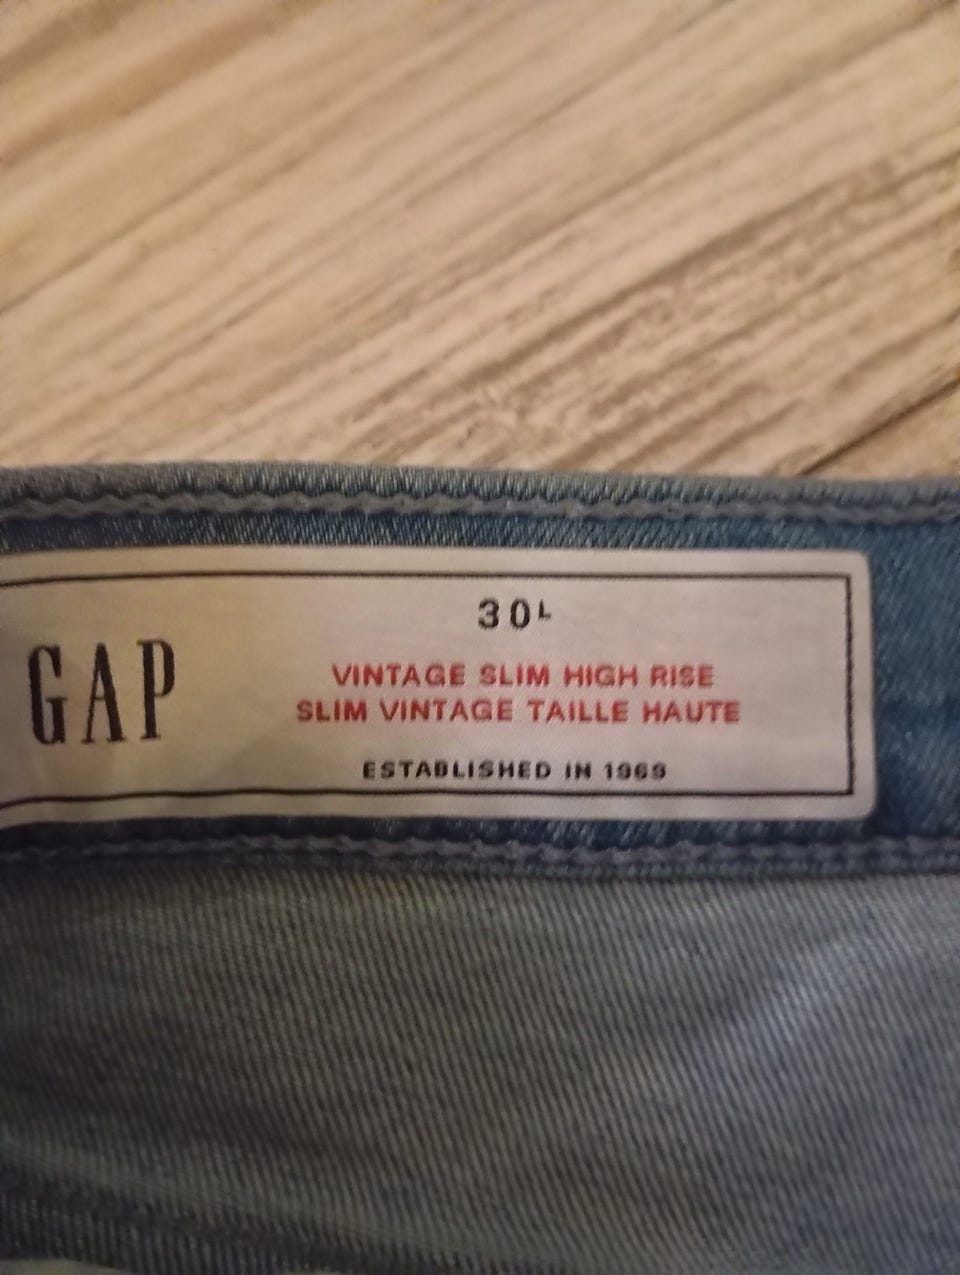 GAP
30L
VINTAGE SLIM HIGH RISE
SLIM VINTAGE TAILLE HAUTE
ESTABLISHED IN 1969